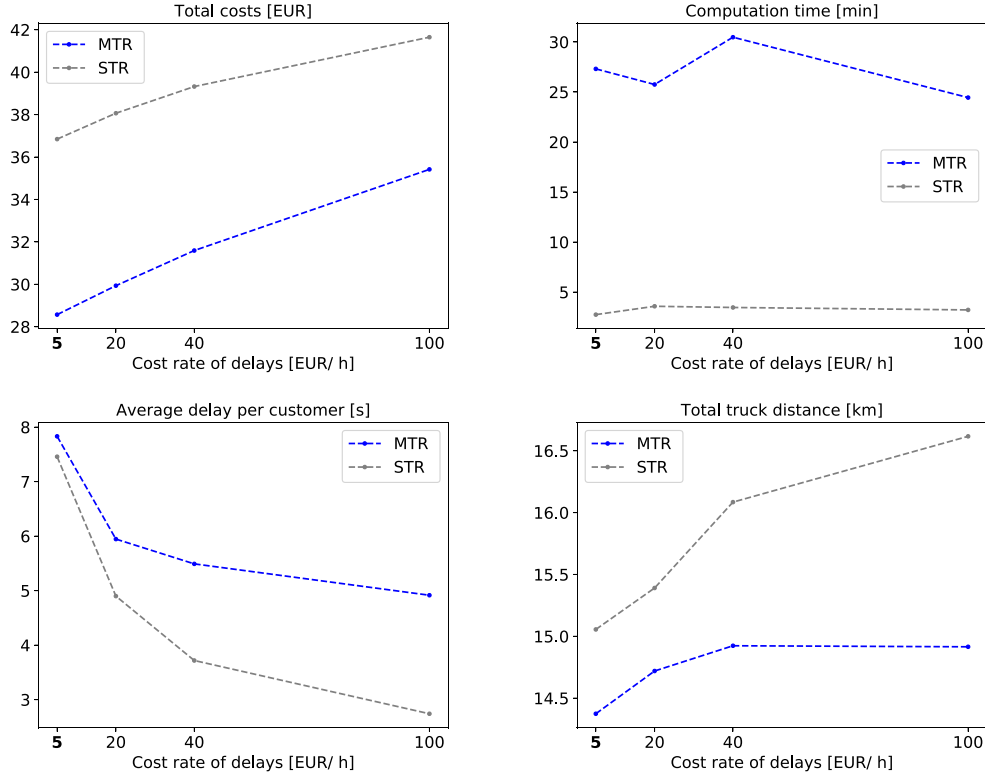 Total costs [EUR]
42
40
38
36
34
32
30
28
MTR
STR
5 20 40 100
Cost rate of delays [EUR/ h]
Computation time [min]
30
25
20
15
10
5
MTR
STR
5 20 40 100
Cost rate of delays [EUR/ h]
Average delay per customer [s]
8
7
6
5
4
3
MTR
STR
5 20 40 100
Cost rate of delays [EUR/ h]
Total truck distance [km]
16.5
16.0
15.5
15.0
14.5
MTR
STR
5 20 40 100
Cost rate of delays [EUR/ h]